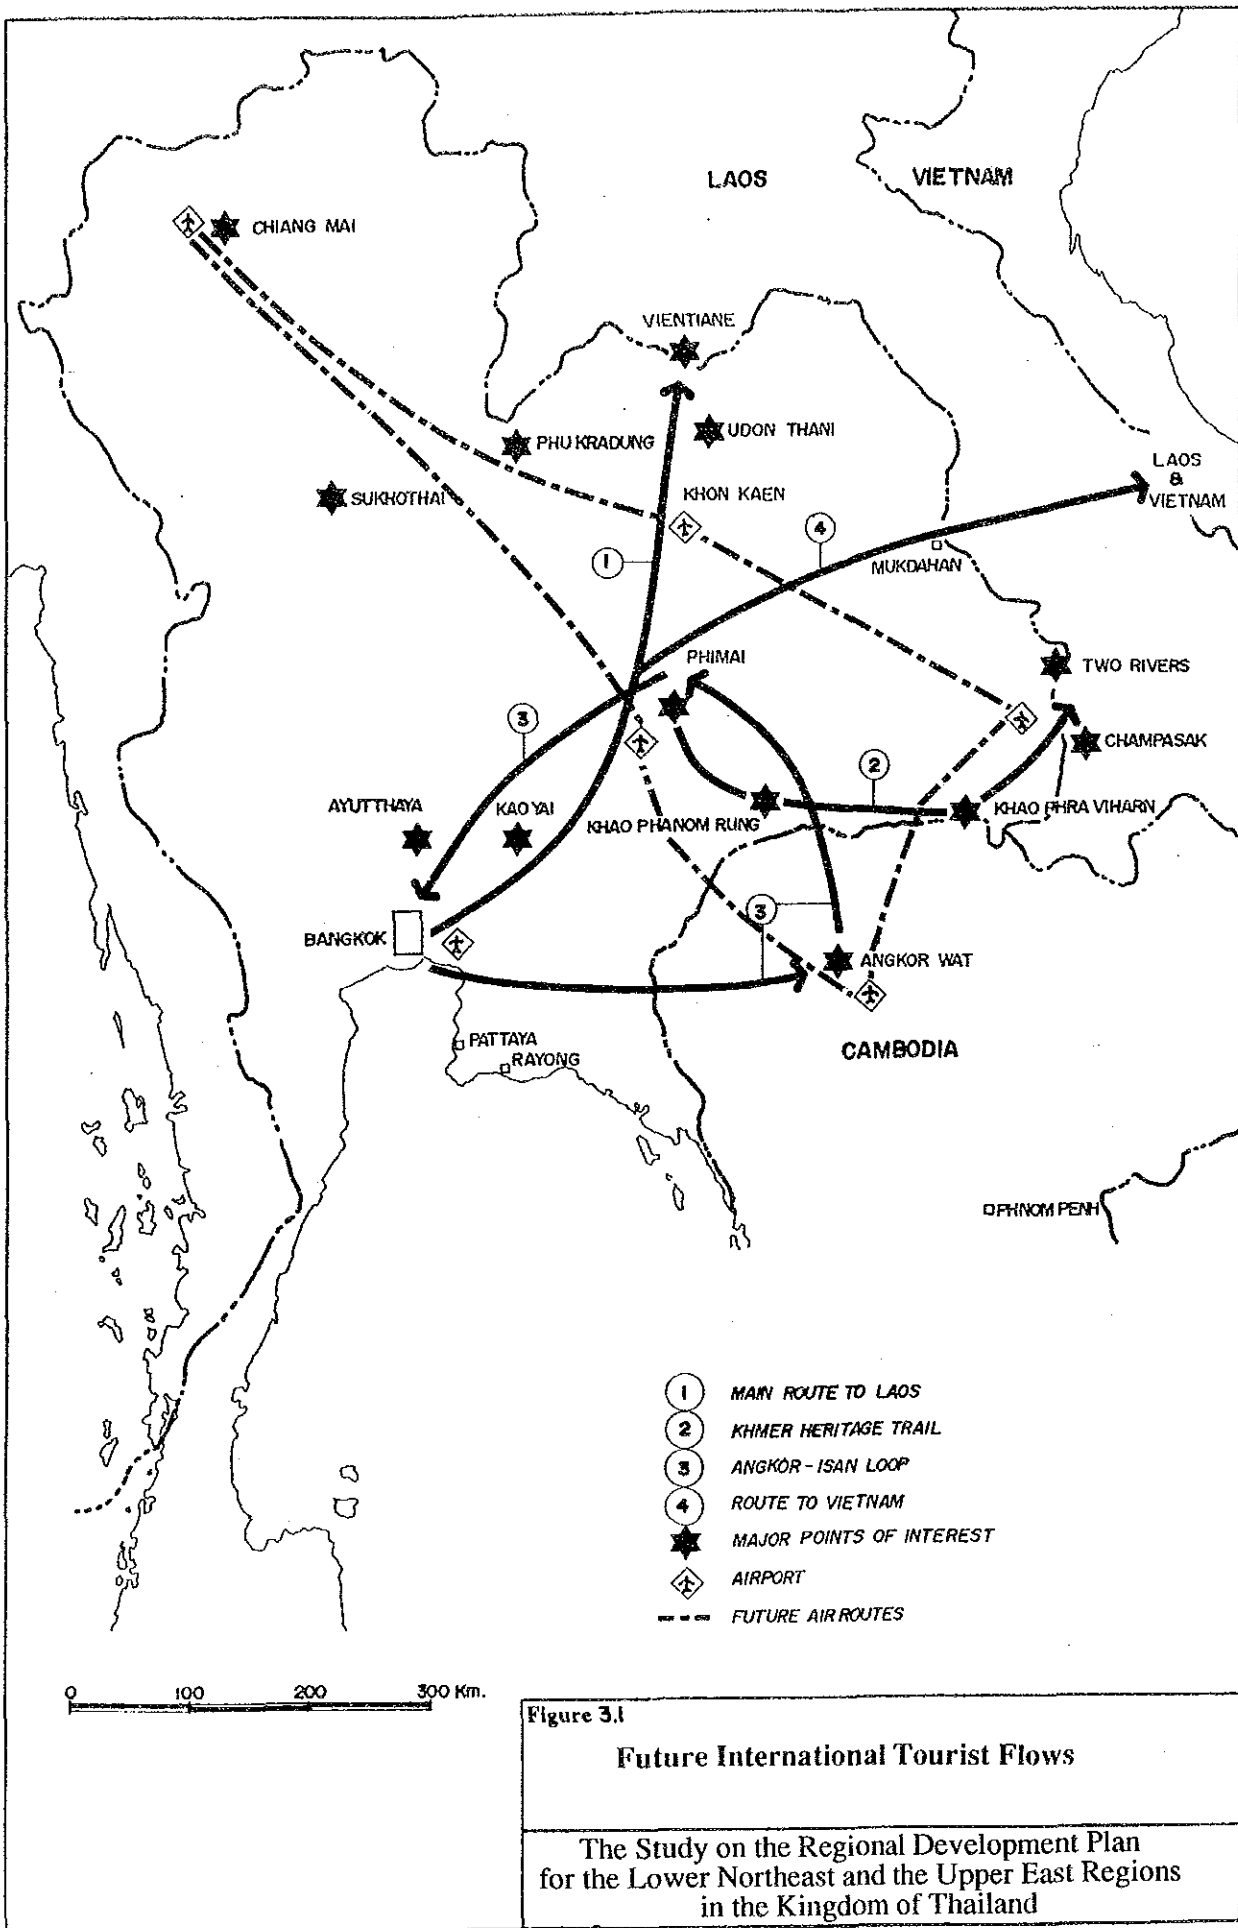 LAOS
VIETNAM
CHIANG MAI
VIENTIANE
PHU KRADUNG
UDON THANI
LAOS
&
VIETNAM
SUKHOTHAI
KHON KAEN
4
1
MUKDAHAN
PHIMAI
TWO RIVERS
3
CHAMPASAK
2
AYUTTHAYA
KAO YAI
KHAO PHANOM RUNG
KHAO PHRA VIHARN
3
BANGKOK
ANGKOR WAT
PATTAYA
RAYONG
CAMBODIA
PHNOM PENH
1 MAIN ROUTE TO LAOS
2 KHMER HERITAGE TRAIL
3 ANGKOR-ISAN LOOP
4 ROUTE TO VIETNAM
MAJOR POINTS OF INTEREST
AIRPORT
FUTURE AIR ROUTES
0 100 200 300 Km.
Figure 3.1
Future International Tourist Flows
The Study on the Regional Development Plan
for the Lower Northeast and the Upper East Regions
in the Kingdom of Thailand